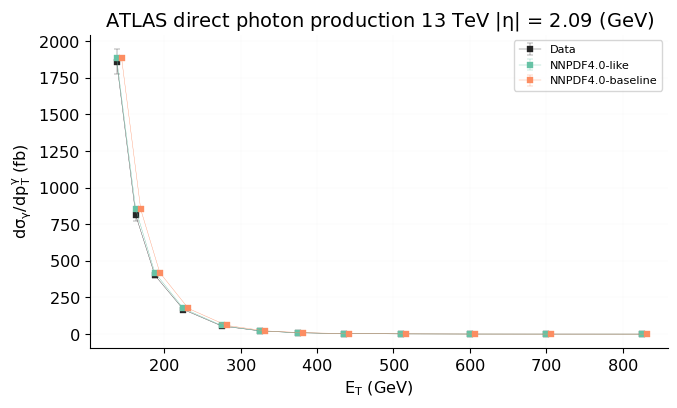 ATLAS direct photon production 13 TeV |η| = 2.09 (GeV)
Data
NNPDF4.0-like
NNPDF4.0-baseline
dσγ/dpTγ (fb)
2000
1750
1500
1250
1000
750
500
250
0
200
300
400
500
600
700
800
ET (GeV)